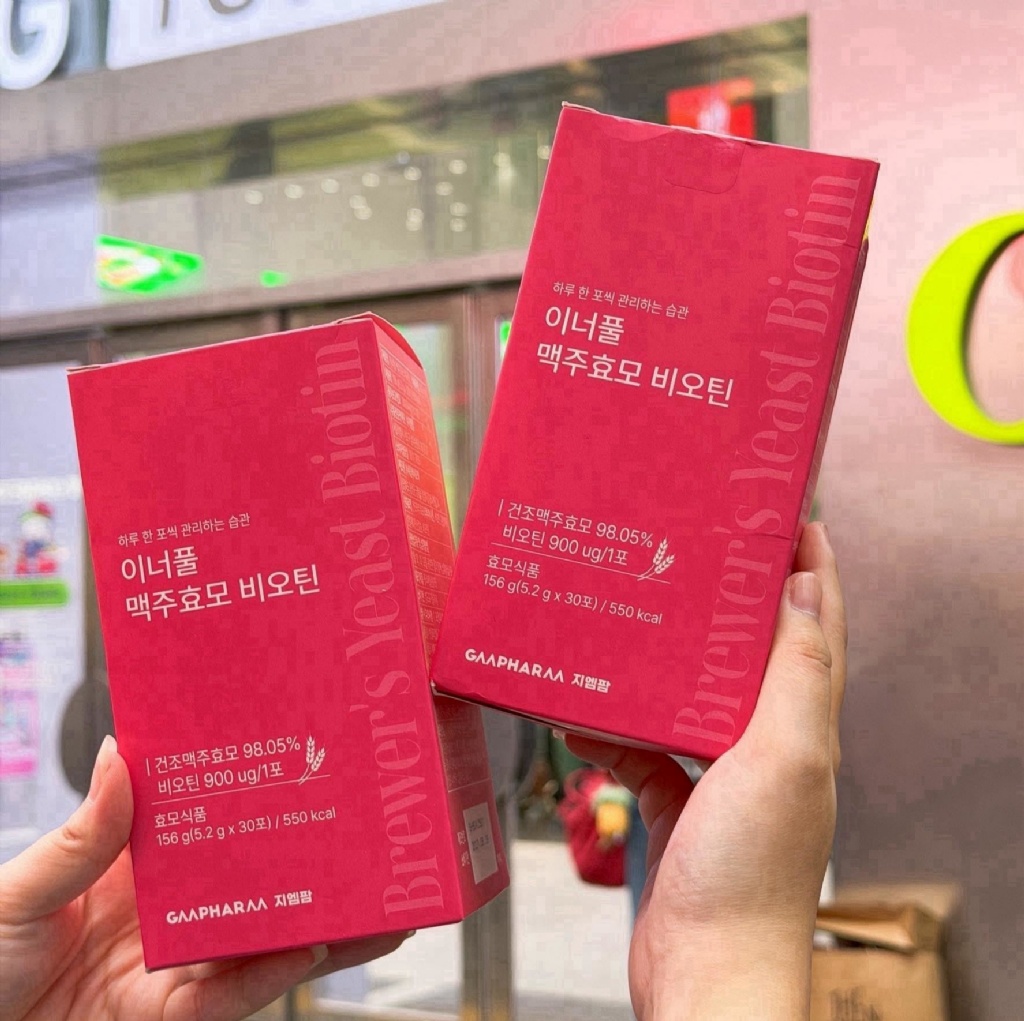 하루 한 포씩 관리하는 습관
이너풀
맥주효모 비오틴
건조맥주효모 98.05%
비오틴 900 ug/1포
효모식품
156 g(5.2 g x 30포) / 550 kcal
GMPHARM 지엠팜
Brewer's Yeast Biotin
하루 한 포씩 관리하는 습관
이너풀
맥주효모 비오틴
건조맥주효모 98.05%
비오틴 900 ug/1포
효모식품
156 g(5.2 g x 30포) / 550 kcal
GMPHARM 지엠팜
Brewer's Yeast Biotin